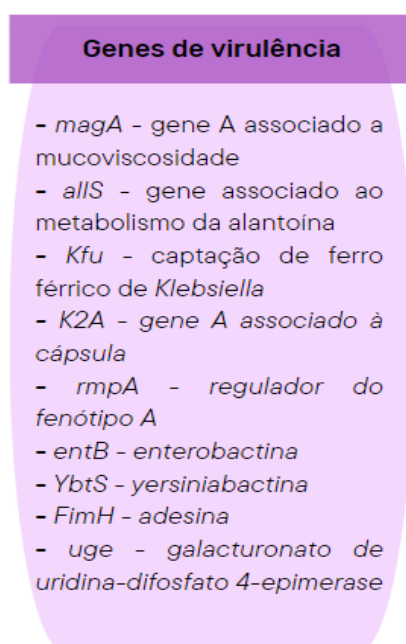 Genes de virulência
- magA - gene A associado a
mucoviscosidade
- allS - gene associado ao
metabolismo da alantoína
- Kfu - captação de ferro
férrico de Klebsiella
- K2A - gene A associado à
cápsula
- rmpA - regulador do
fenótipo A
- entB - enterobactina
- YbtS - yersiniabactina
- FimH - adesina
- uge - galacturonato de
uridina-difosfato 4-epimerase